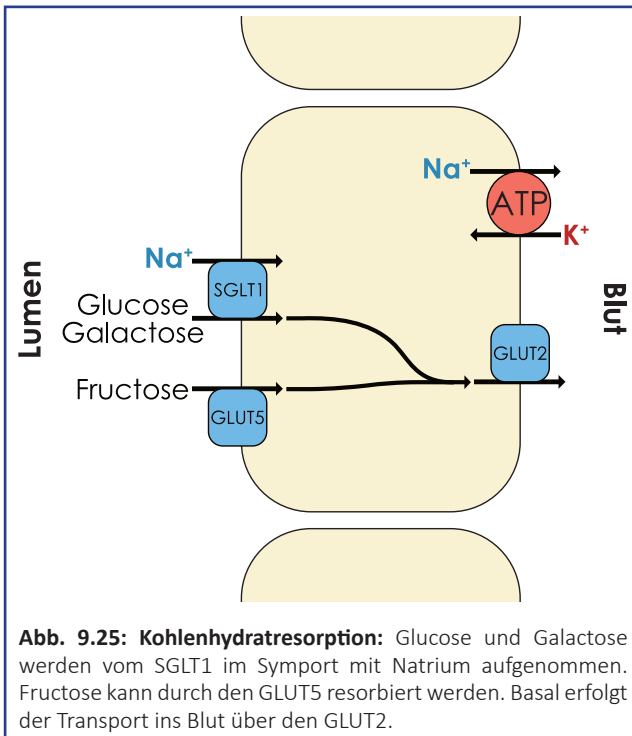 Na⁺
ATP
K⁺
Na⁺
SGLT1
Glucose
Galactose
Lumen
Blut
GLUT2
Fructose
GLUT5
Abb. 9.25: Kohlenhydratresorption: Glucose und Galactose
werden vom SGLT1 im Symport mit Natrium aufgenommen.
Fructose kann durch den GLUT5 resorbiert werden. Basal erfolgt
der Transport ins Blut über den GLUT2.